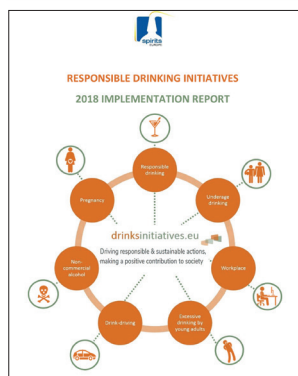 spirits
EUROPE
RESPONSIBLE DRINKING INITIATIVES
2018 IMPLEMENTATION REPORT
Responsible
drinking
Pregnancy
Underage
drinking
drinksinitiatives.eu
Driving responsible & sustainable actions,
making a positive contribution to society
Non-
commercial
alcohol
Workplace
Drink-driving
Excessive
drinking by
young adults